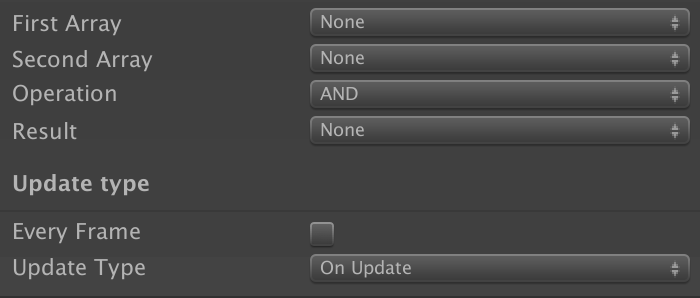 First Array None
Second Array None
Operation AND
Result None
Update type
Every Frame
Update Type On Update